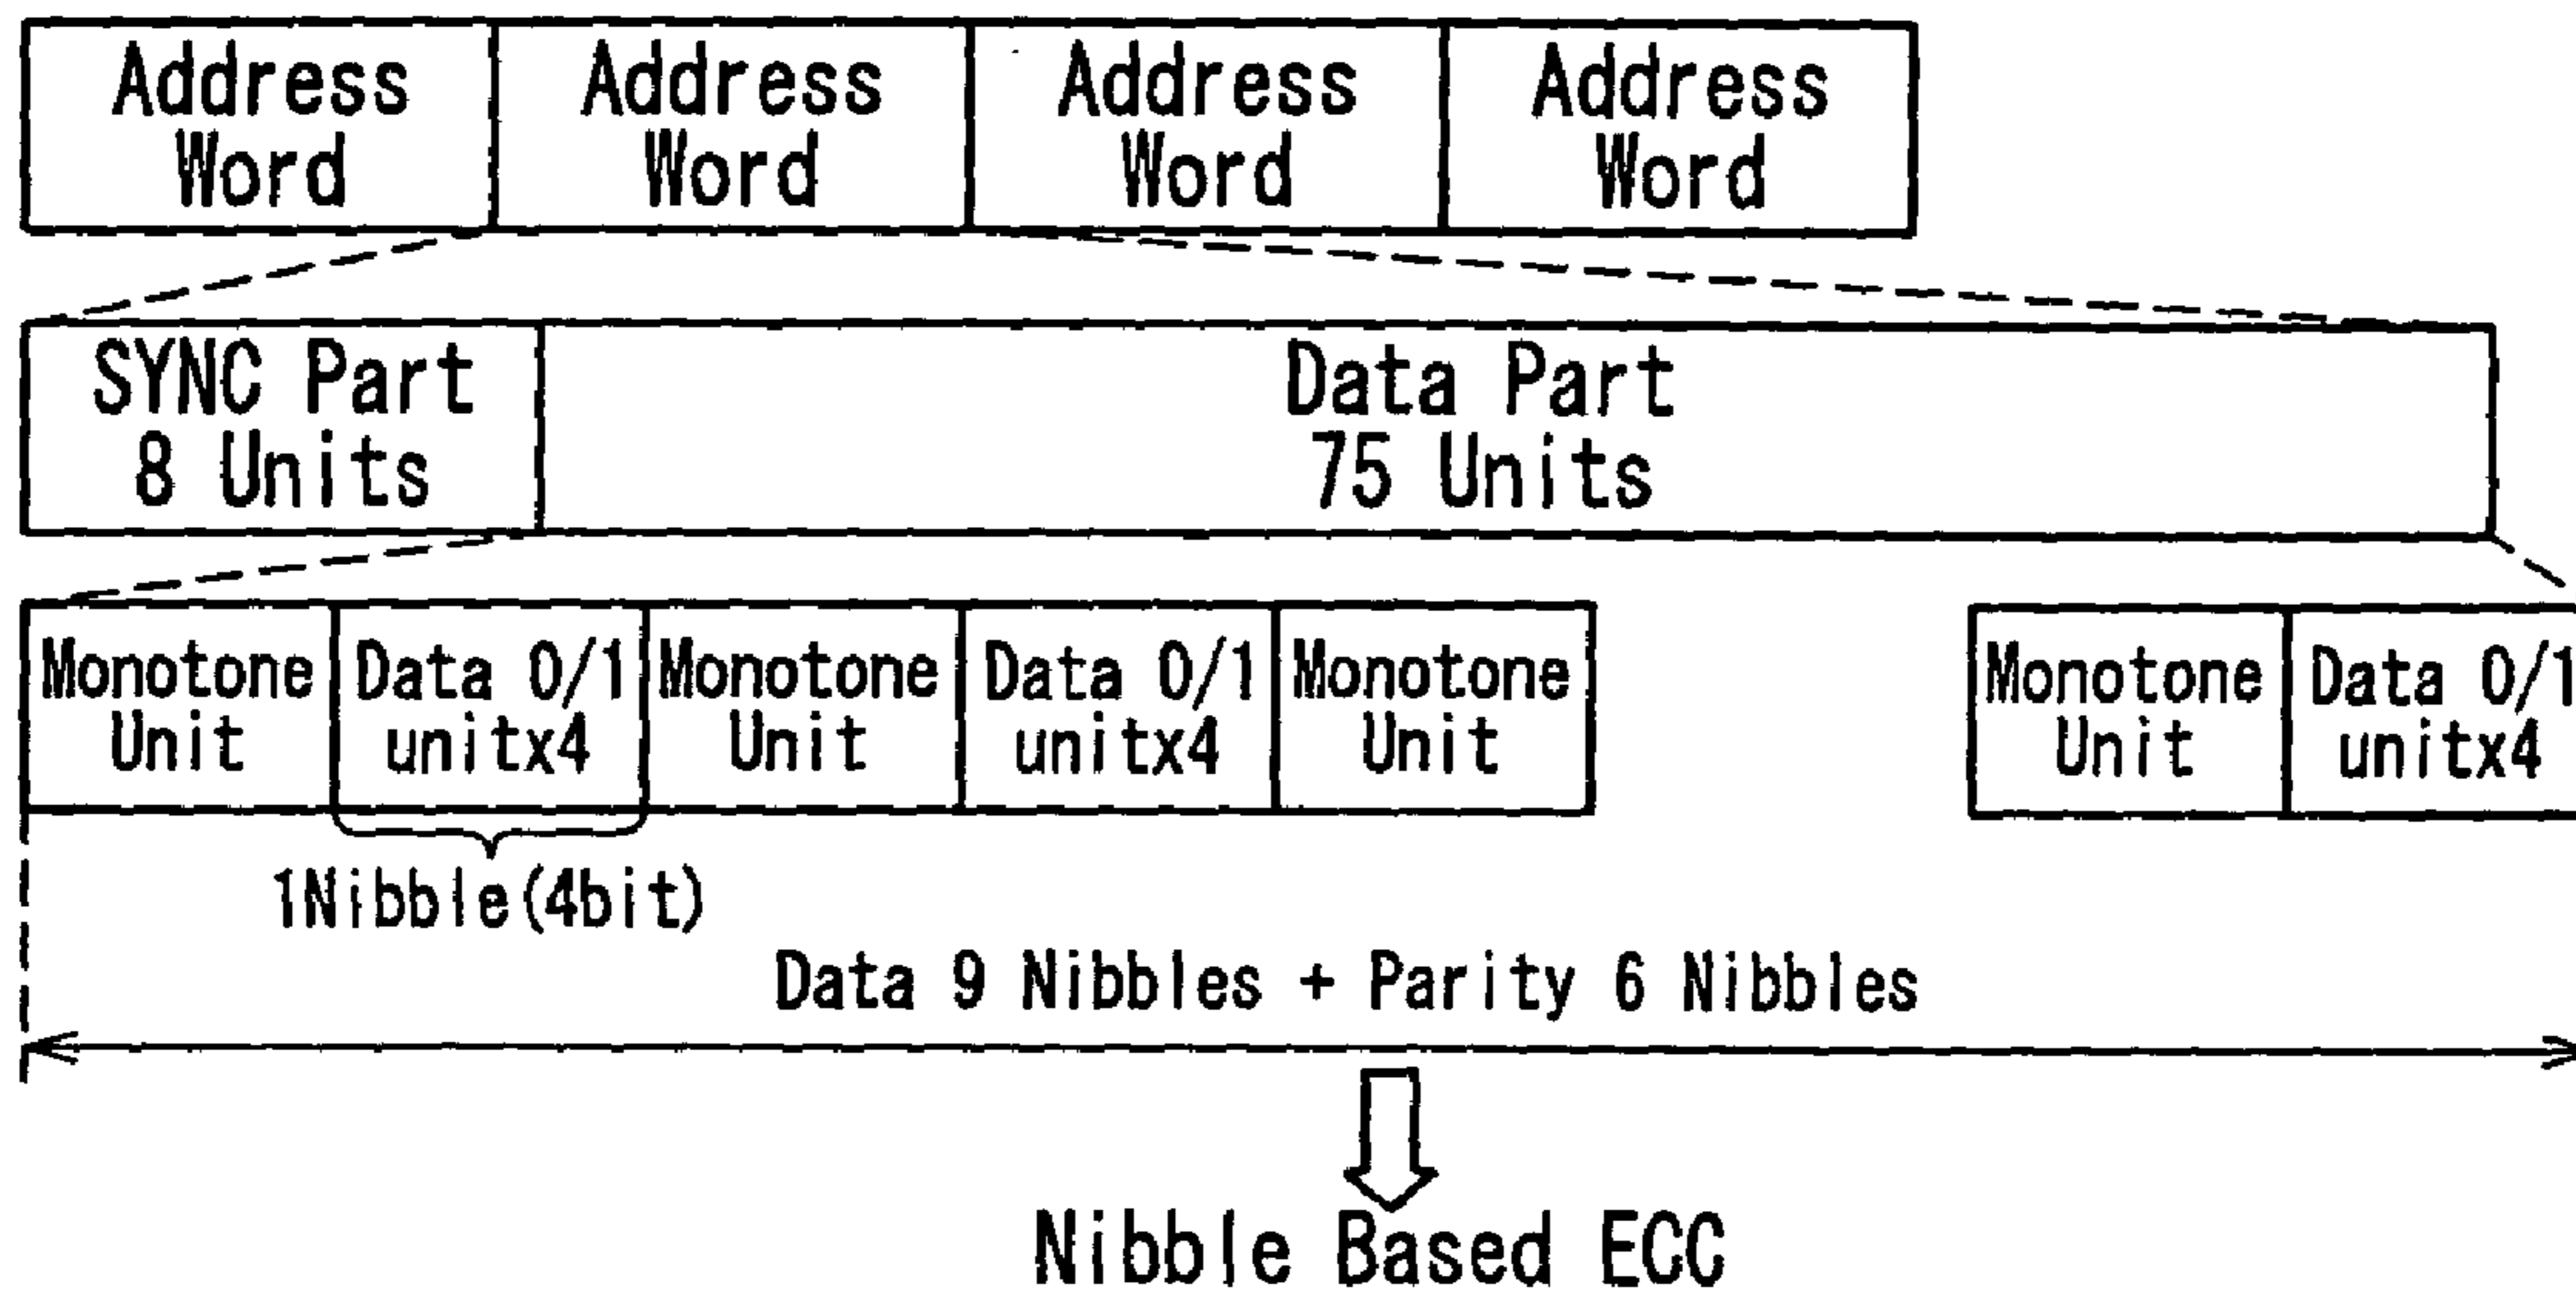 Address Address Address Address
Word Word Word Word
SYNC Part Data Part
8 Units 75 Units
Monotone Data 0/1 Monotone Data 0/1 Monotone Monotone Data 0/1
Unit unitx4 Unit unitx4 Unit Unit unitx4
1Nibble(4bit)
Data 9 Nibbles + Parity 6 Nibbles
Nibble Based ECC